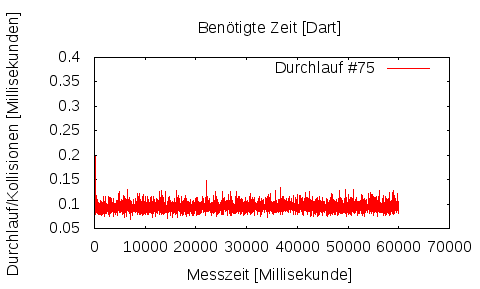 Benötigte Zeit [Dart]
Durchlauf/Kollisionen [Millisekunden]
0.4
0.35
0.3
0.25
0.2
0.15
0.1
0.05
Durchlauf #75
0 10000 20000 30000 40000 50000 60000 70000
Messzeit [Millisekunde]